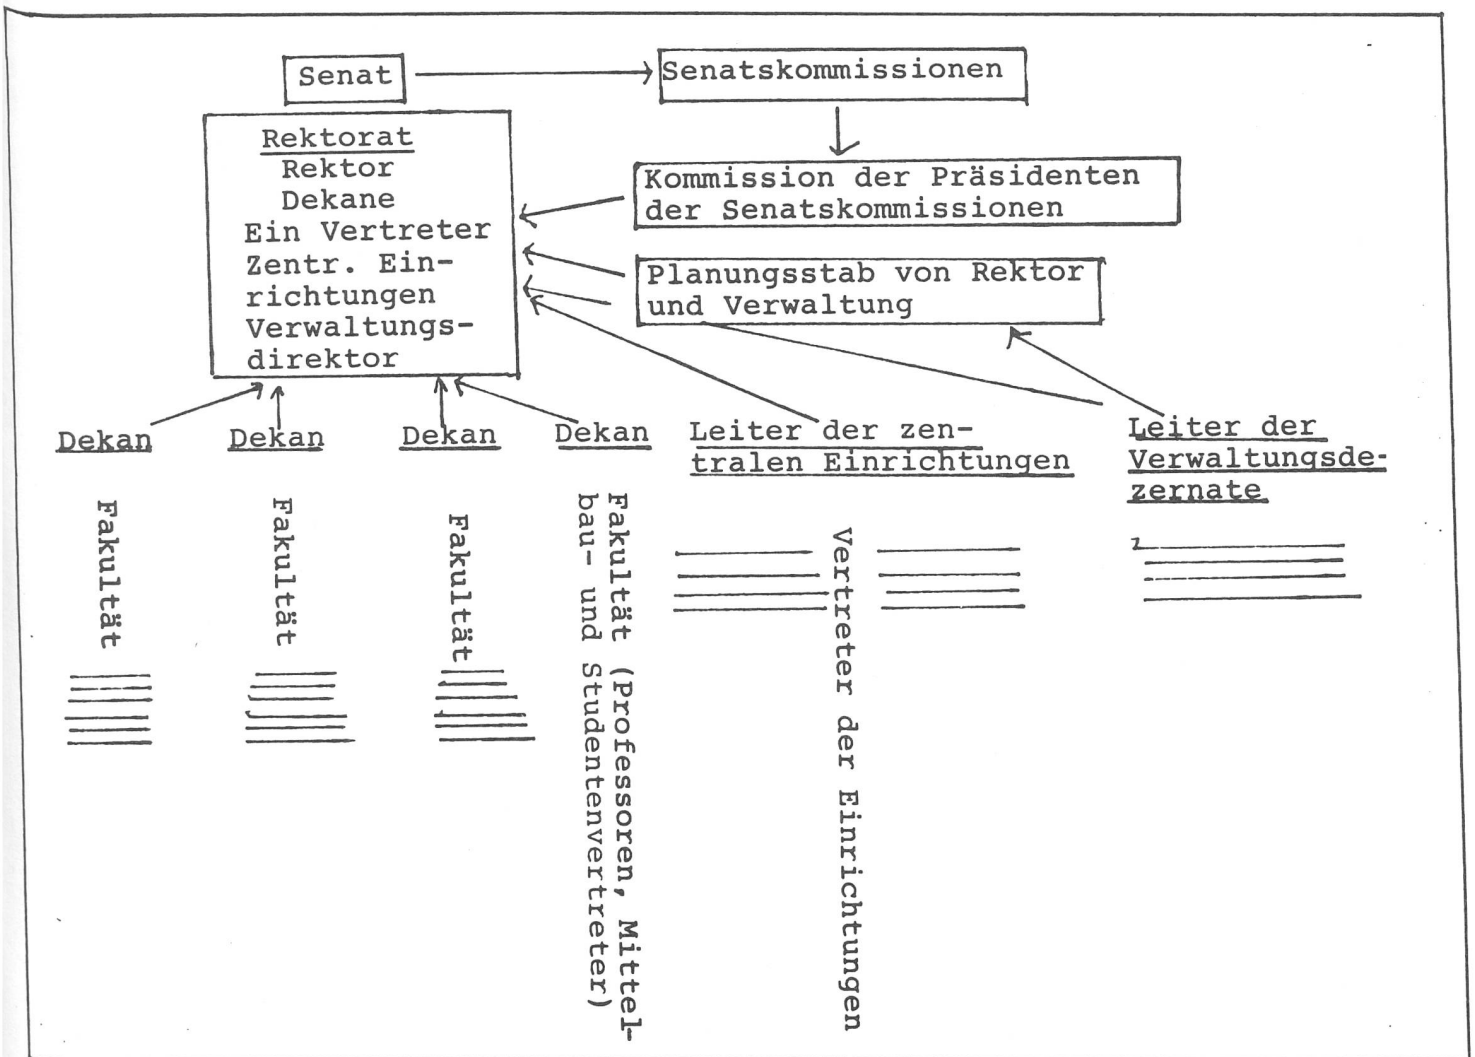 Senat
Senatskommissionen
Rektorat
Rektor
Dekane
Ein Vertreter
Zentr. Ein-
richtungen
Verwaltungs-
direktor
Kommission der Präsidenten
der Senatskommissionen
Planungsstab von Rektor
und Verwaltung
Dekan
Dekan
Dekan
Dekan
Leiter der zen-
tralen Einrichtungen
Leiter der
Verwaltungsde-
zernate
Fakultät
Fakultät
Fakultät
Fakultät (Professoren, Mittel-
bau- und Studentenvertreter)
Vertreter der Einrichtungen